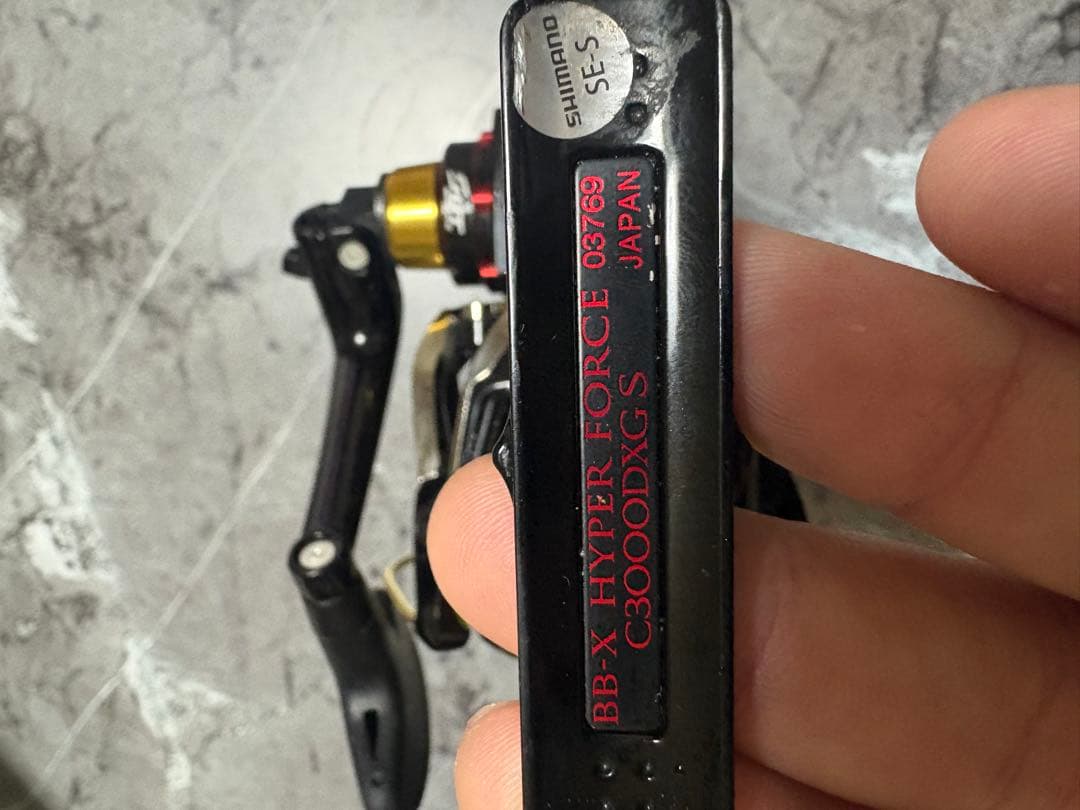 SHIMANO
SE-S
BB-X HYPER FORCE 03769
C3000DXG S JAPAN